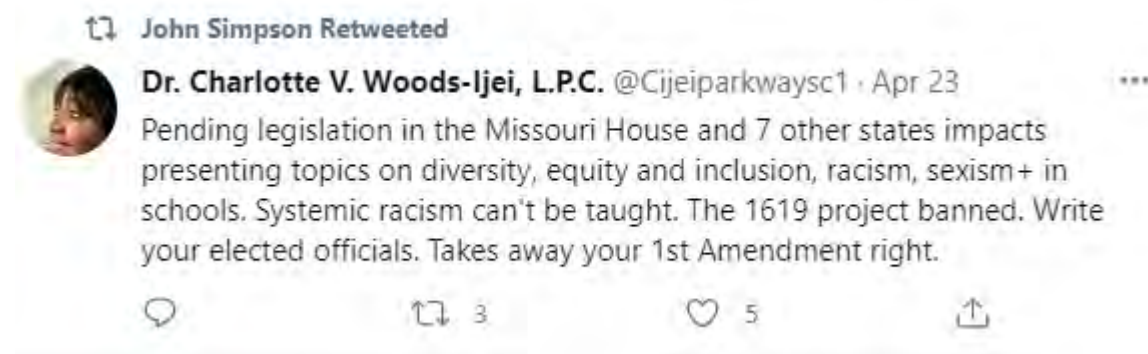 John Simpson Retweeted
Dr. Charlotte V. Woods-Ijei, L.P.C. @Cijeiparkwaysc1 · Apr 23
Pending legislation in the Missouri House and 7 other states impacts
presenting topics on diversity, equity and inclusion, racism, sexism+ in
schools. Systemic racism can't be taught. The 1619 project banned. Write
your elected officials. Takes away your 1st Amendment right.
3 5